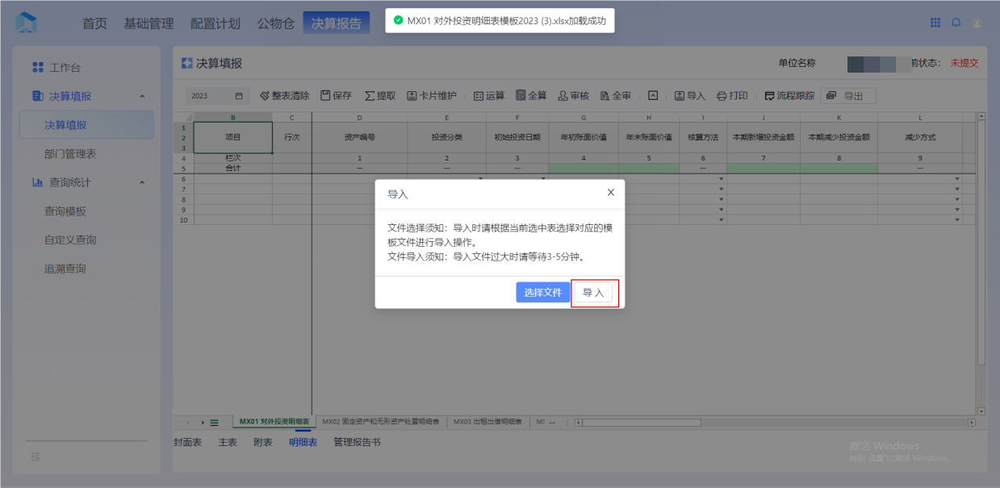 首页 基础管理 配置计划 公物仓 决算报告
MX01 对外投资明细表模板2023 (3).xlsx加载成功
工作台
决算填报
决算填报
部门管理表
查询统计
查询模板
自定义查询
追溯查询
决算填报
单位名称
前状态： 未提交
2023 整表清除 保存 提取 卡片维护 运算 全算 审核 全审 导入 打印 流程跟踪 导出
B C D E F G H I J K L
1
2
3
项目 行次 资产编号 投资分类 初始投资日期 年初账面价值 年末账面价值 核算方法 本期新增投资金额 本期减少投资金额 减少方式
4 栏次 1 2 3 4 5 6 7 8 9
5 合计 — — — — —
6
7
8
9
10
导入
文件选择须知：导入时请根据当前选中表选择对应的模
板文件进行导入操作。
文件导入须知：导入文件过大时请等待3-5分钟。
选择文件 导 入
MX01 对外投资明细表 MX02 固定资产和无形资产处置明细表 MX03 出租出借明细表 ...
封面表 主表 附表 明细表 管理报告书
激活 Windows
转到"设置"以激活 Windows。